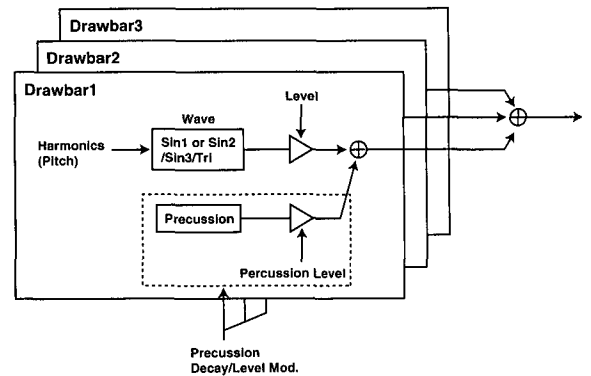 Drawbar3
Drawbar2
Drawbar1
Level
Wave
Harmonics
(Pitch)
Sin1 or Sin2
/Sin3/Tri
Precussion
Percussion Level
Precussion
Decay/Level Mod.